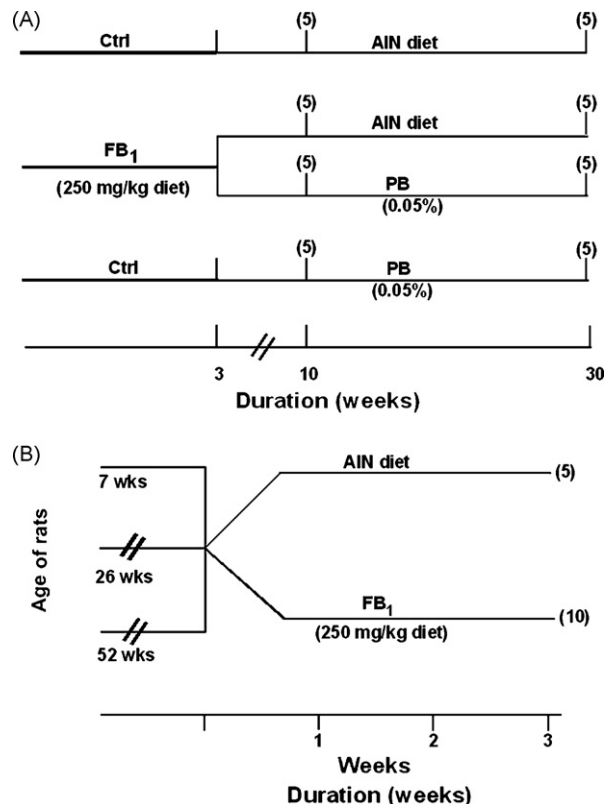 (A)
(5) (5)
Ctrl AIN diet
(5) (5)
AIN diet
FB1
(250 mg/kg diet)
(5) (5)
PB
(0.05%)
(5) (5)
Ctrl PB
(0.05%)
3 10 30
Duration (weeks)
(B)
Age of rats
7 wks
26 wks
52 wks
AIN diet (5)
FB1 (10)
(250 mg/kg diet)
1 2 3
Weeks
Duration (weeks)